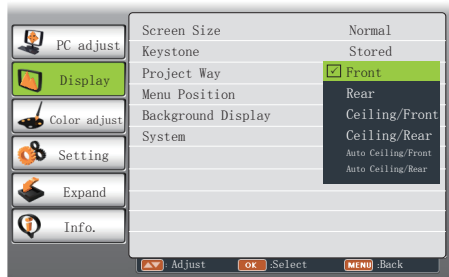 PC adjust
Display
Color adjust
Setting
Expand
Info.
Screen Size Normal
Keystone Stored
Project Way Front
Menu Position Rear
Background Display Ceiling/Front
System Ceiling/Rear
Auto Ceiling/Front
Auto Ceiling/Rear
: Adjust OK :Select MENU :Back